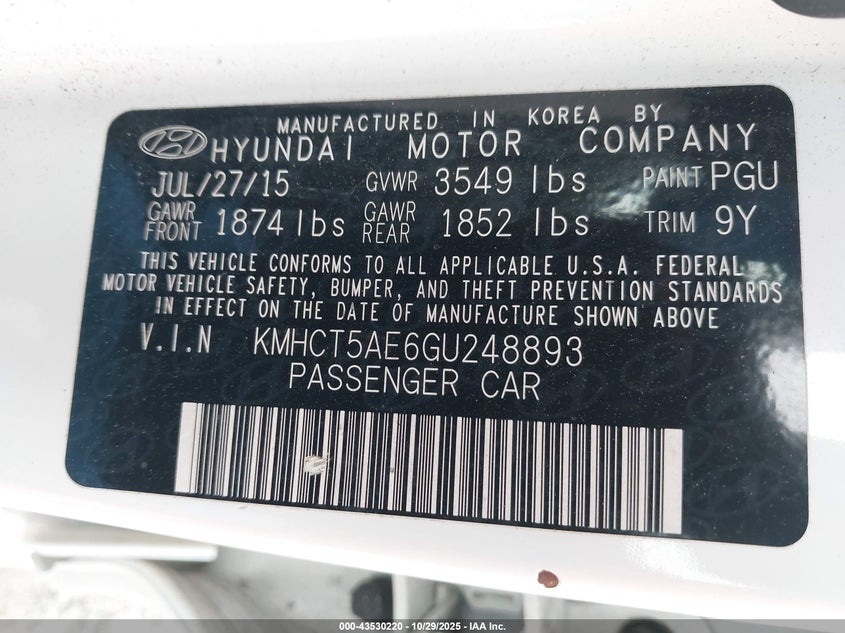 MANUFACTURED IN KOREA BY
HYUNDAI MOTOR COMPANY
JUL/27/15 GVWR 3549 lbs PAINT PGU
GAWR FRONT 1874 lbs GAWR REAR 1852 lbs TRIM 9Y
THIS VEHICLE CONFORMS TO ALL APPLICABLE U.S.A. FEDERAL
MOTOR VEHICLE SAFETY, BUMPER, AND THEFT PREVENTION STANDARDS
IN EFFECT ON THE DATE OF MANUFACTURE SHOWN ABOVE
V.I.N KMHCT5AE6GU248893
PASSENGER CAR
000-43530220 - 10/29/2025 - IAA Inc.